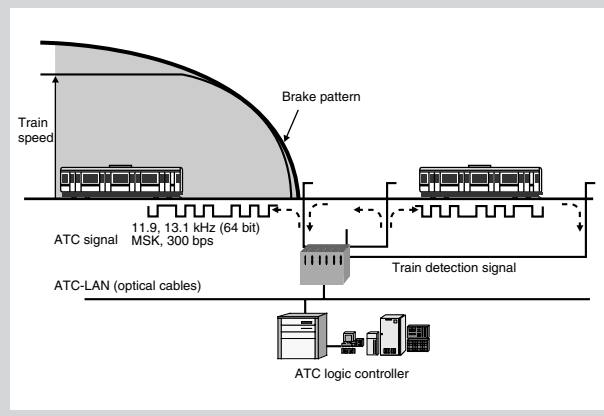 Brake pattern
Train
speed
ATC signal
11.9, 13.1 kHz (64 bit)
MSK, 300 bps
Train detection signal
ATC-LAN (optical cables)
ATC logic controller